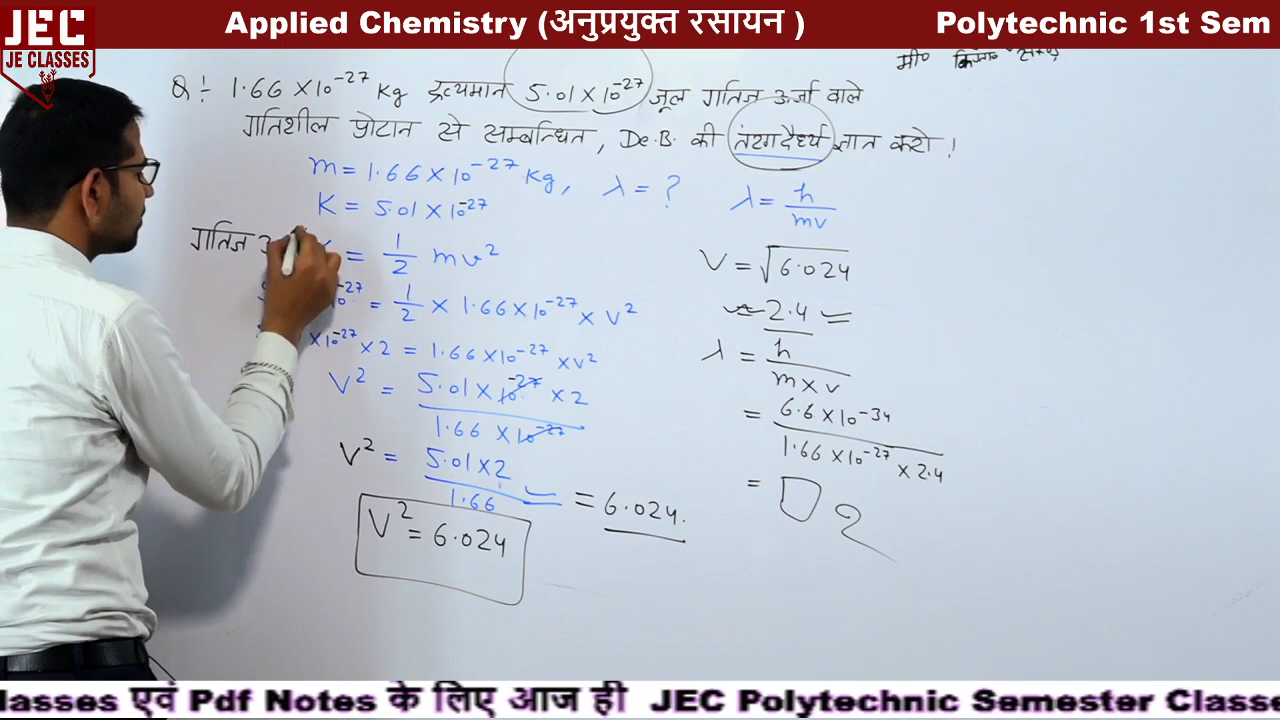 JEC
JE CLASSES
Applied Chemistry (अनुप्रयुक्त रसायन )
Polytechnic 1st Sem
Q ÷ 1.66 ×10⁻²⁷ Kg द्रव्यमान 5.01 ×10⁻²⁷ जूल गतिज ऊर्जा वाले
गतिशील प्रोटान से सम्बन्धित, De.B. की तंरगदैर्ध्य ज्ञात करो !
m = 1.66 × 10⁻²⁷ Kg, λ = ?
λ = h / mv
K = 5.01 × 10⁻²⁷
गतिज
= 1/2 mv²
V = √6.024
= 1/2 × 1.66 × 10⁻²⁷ × V²
= 2.4 =
×10⁻²⁷ × 2 = 1.66 × 10⁻²⁷ × V²
λ = h / m × v
V² = 5.01 × 10⁻²⁷ × 2 / 1.66 × 10⁻²⁷
= 6.6 × 10⁻³⁴ / 1.66 × 10⁻²⁷ × 2.4
V² = 5.01 × 2 / 1.66 = 6.024.
=
V² = 6.024
lasses एवं Pdf Notes के लिए आज ही JEC Polytechnic Semester Classe